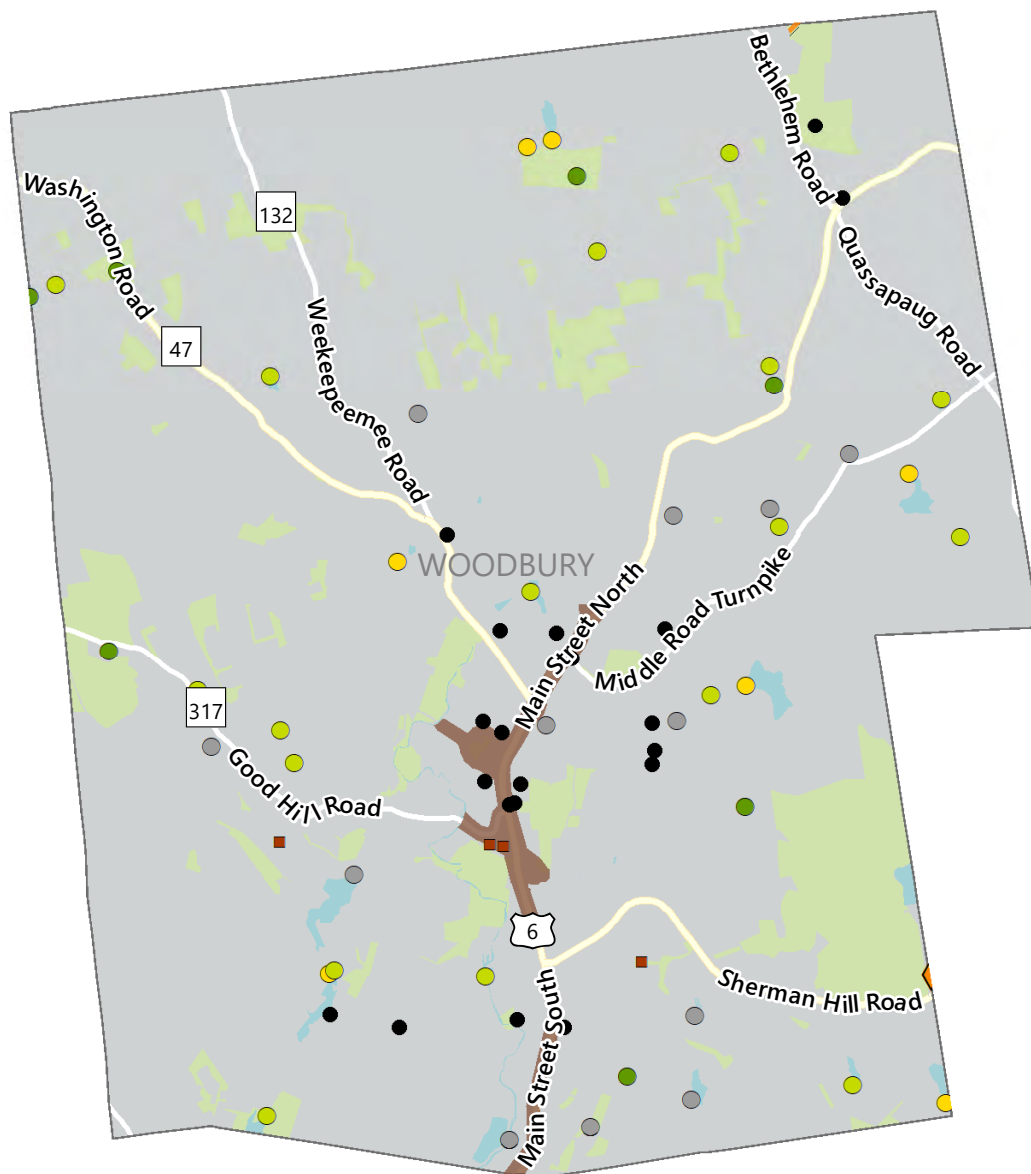 Bethlehem Road
Washington Road
132
Quassapaug Road
47
Weekeepeemee Road
WOODBURY
Main Street North
Middle Road Turnpike
317
Good Hill Road
6
Main Street South
Sherman Hill Road